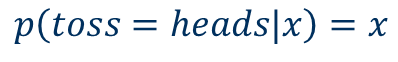 p(toss = heads|x) = x